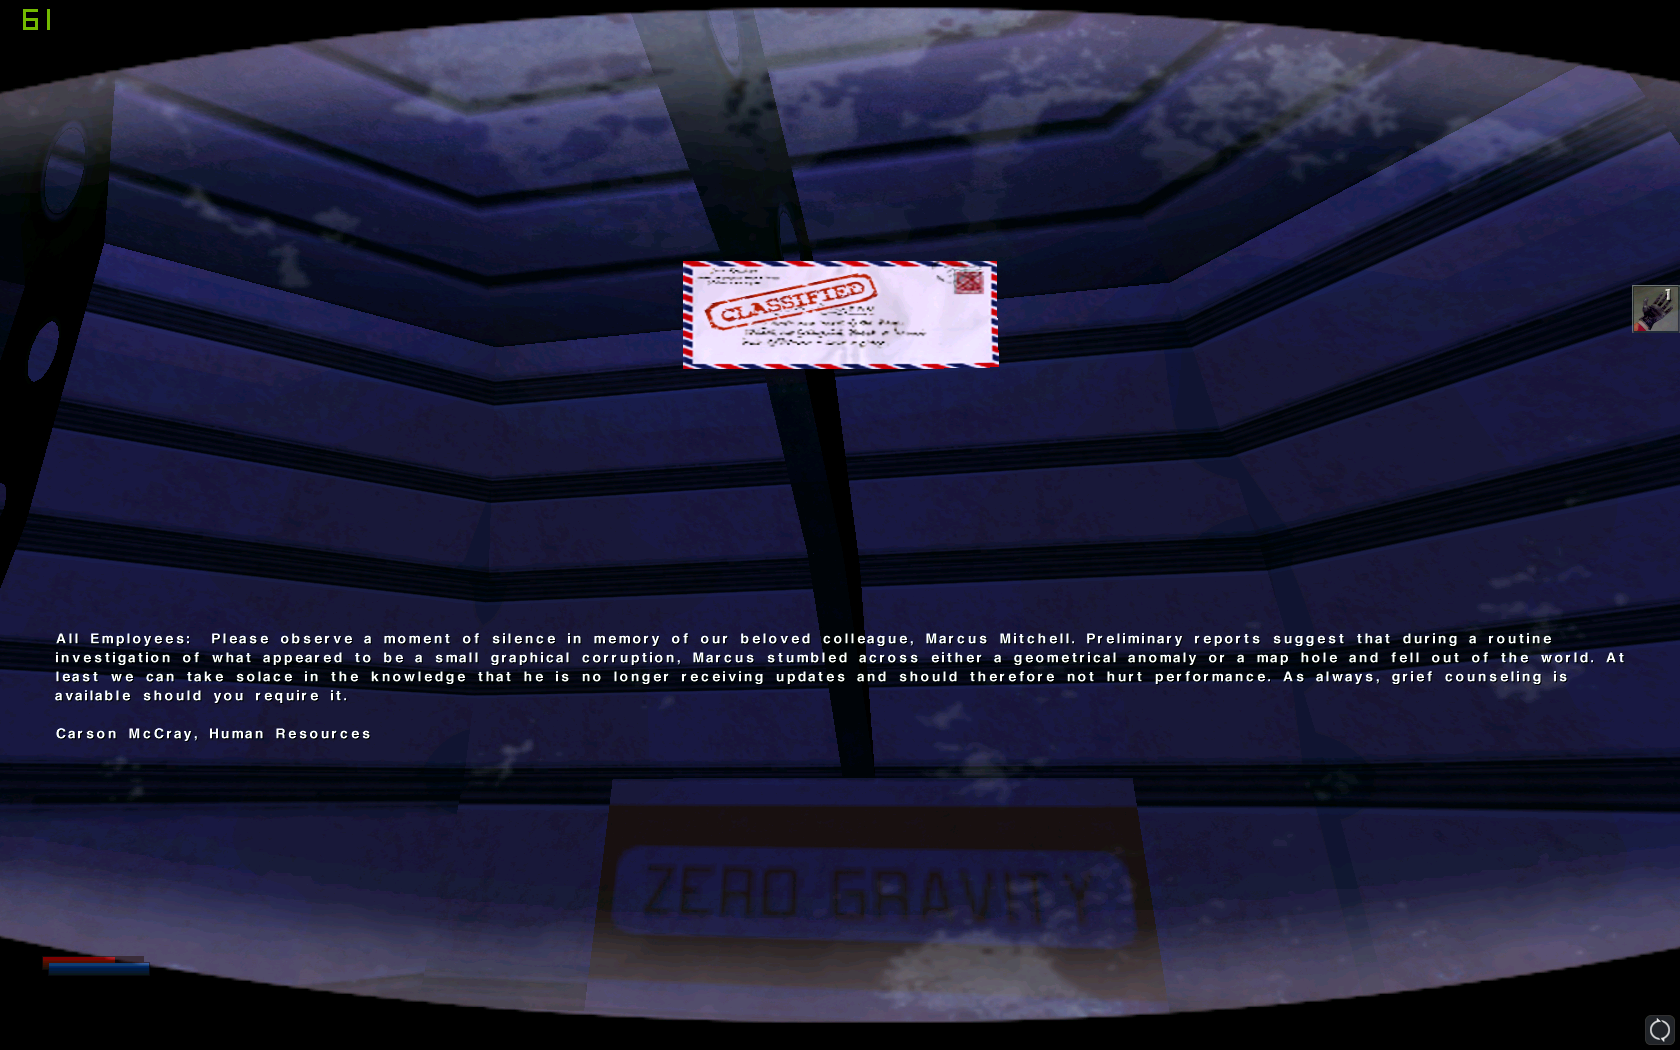 61
CLASSIFIED
1
All Employees:  Please observe a moment of silence in memory of our beloved colleague, Marcus Mitchell. Preliminary reports suggest that during a routine
investigation of what appeared to be a small graphical corruption, Marcus stumbled across either a geometrical anomaly or a map hole and fell out of the world. At
least we can take solace in the knowledge that he is no longer receiving updates and should therefore not hurt performance. As always, grief counseling is
available should you require it.
Carson McCray, Human Resources
ZERO GRAVITY